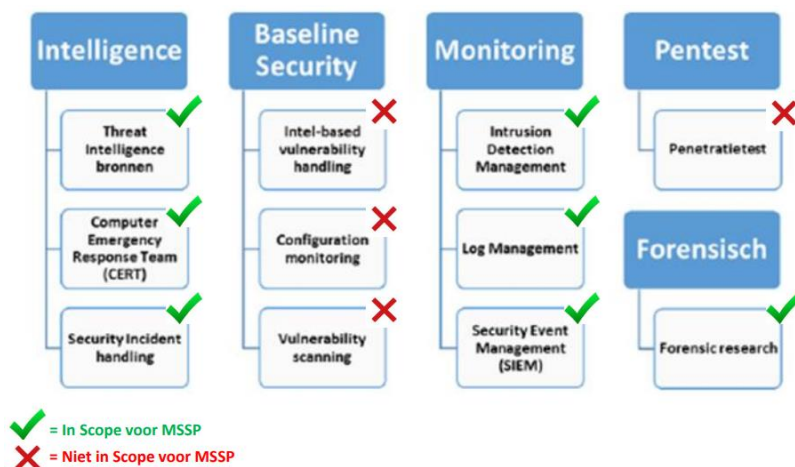 Intelligence
Threat
Intelligence
bronnen
Computer
Emergency
Response Team
(CERT)
Security Incident
handling
Baseline
Security
Intel-based
vulnerability
handling
Configuration
monitoring
Vulnerability
scanning
Monitoring
Intrusion
Detection
Management
Log Management
Security Event
Management
(SIEM)
Pentest
Penetratietest
Forensisch
Forensic research
= In Scope voor MSSP
= Niet in Scope voor MSSP